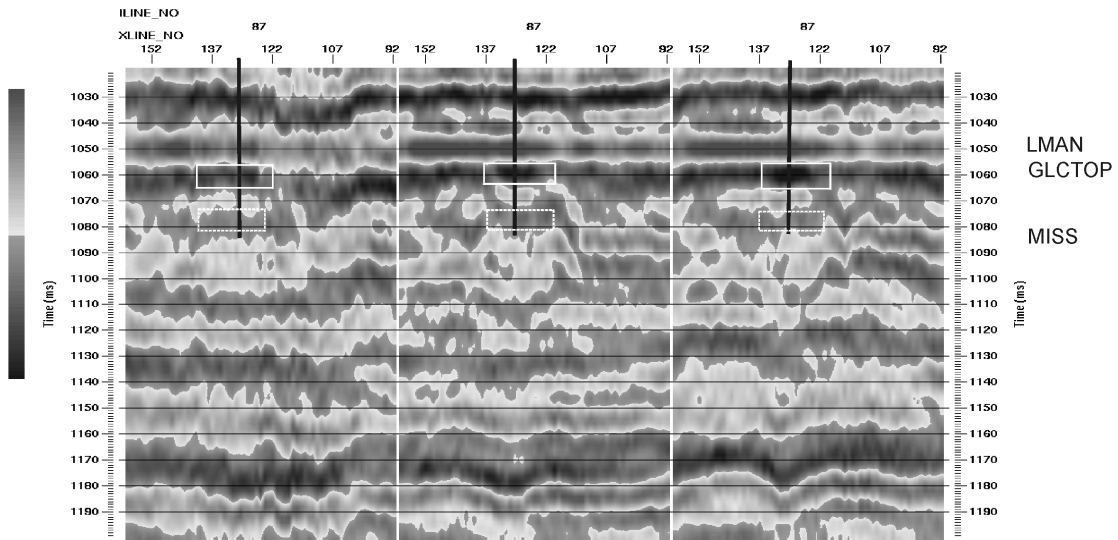 ILINE_NO
87 87 87
XLINE_NO
152 137 122 107 92 152 137 122 107 92 152 137 122 107 92
1030 1030
1040 1040
1050 1050 LMAN
1060 1060 GLCTOP
1070 1070
1080 1080 MISS
1090 1090
1100 1100
Time (ms) Time (ms)
1110 1110
1120 1120
1130 1130
1140 1140
1150 1150
1160 1160
1170 1170
1180 1180
1190 1190